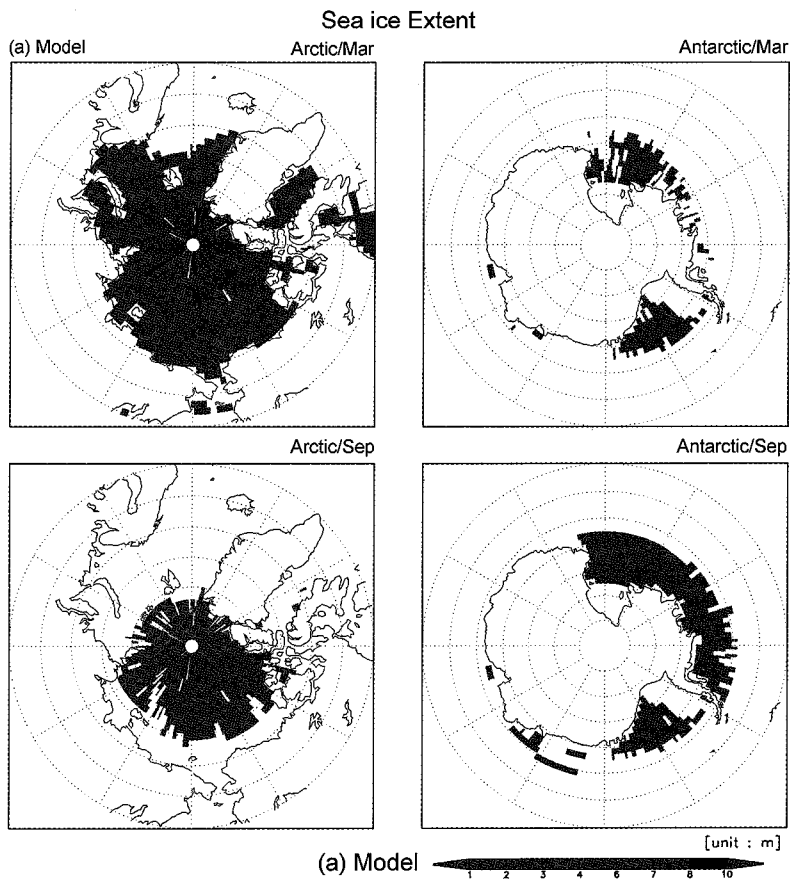 Sea ice Extent
(a) Model Arctic/Mar Antarctic/Mar
Arctic/Sep Antarctic/Sep
[unit : m]
(a) Model
1 2 3 4 6 7 8 10